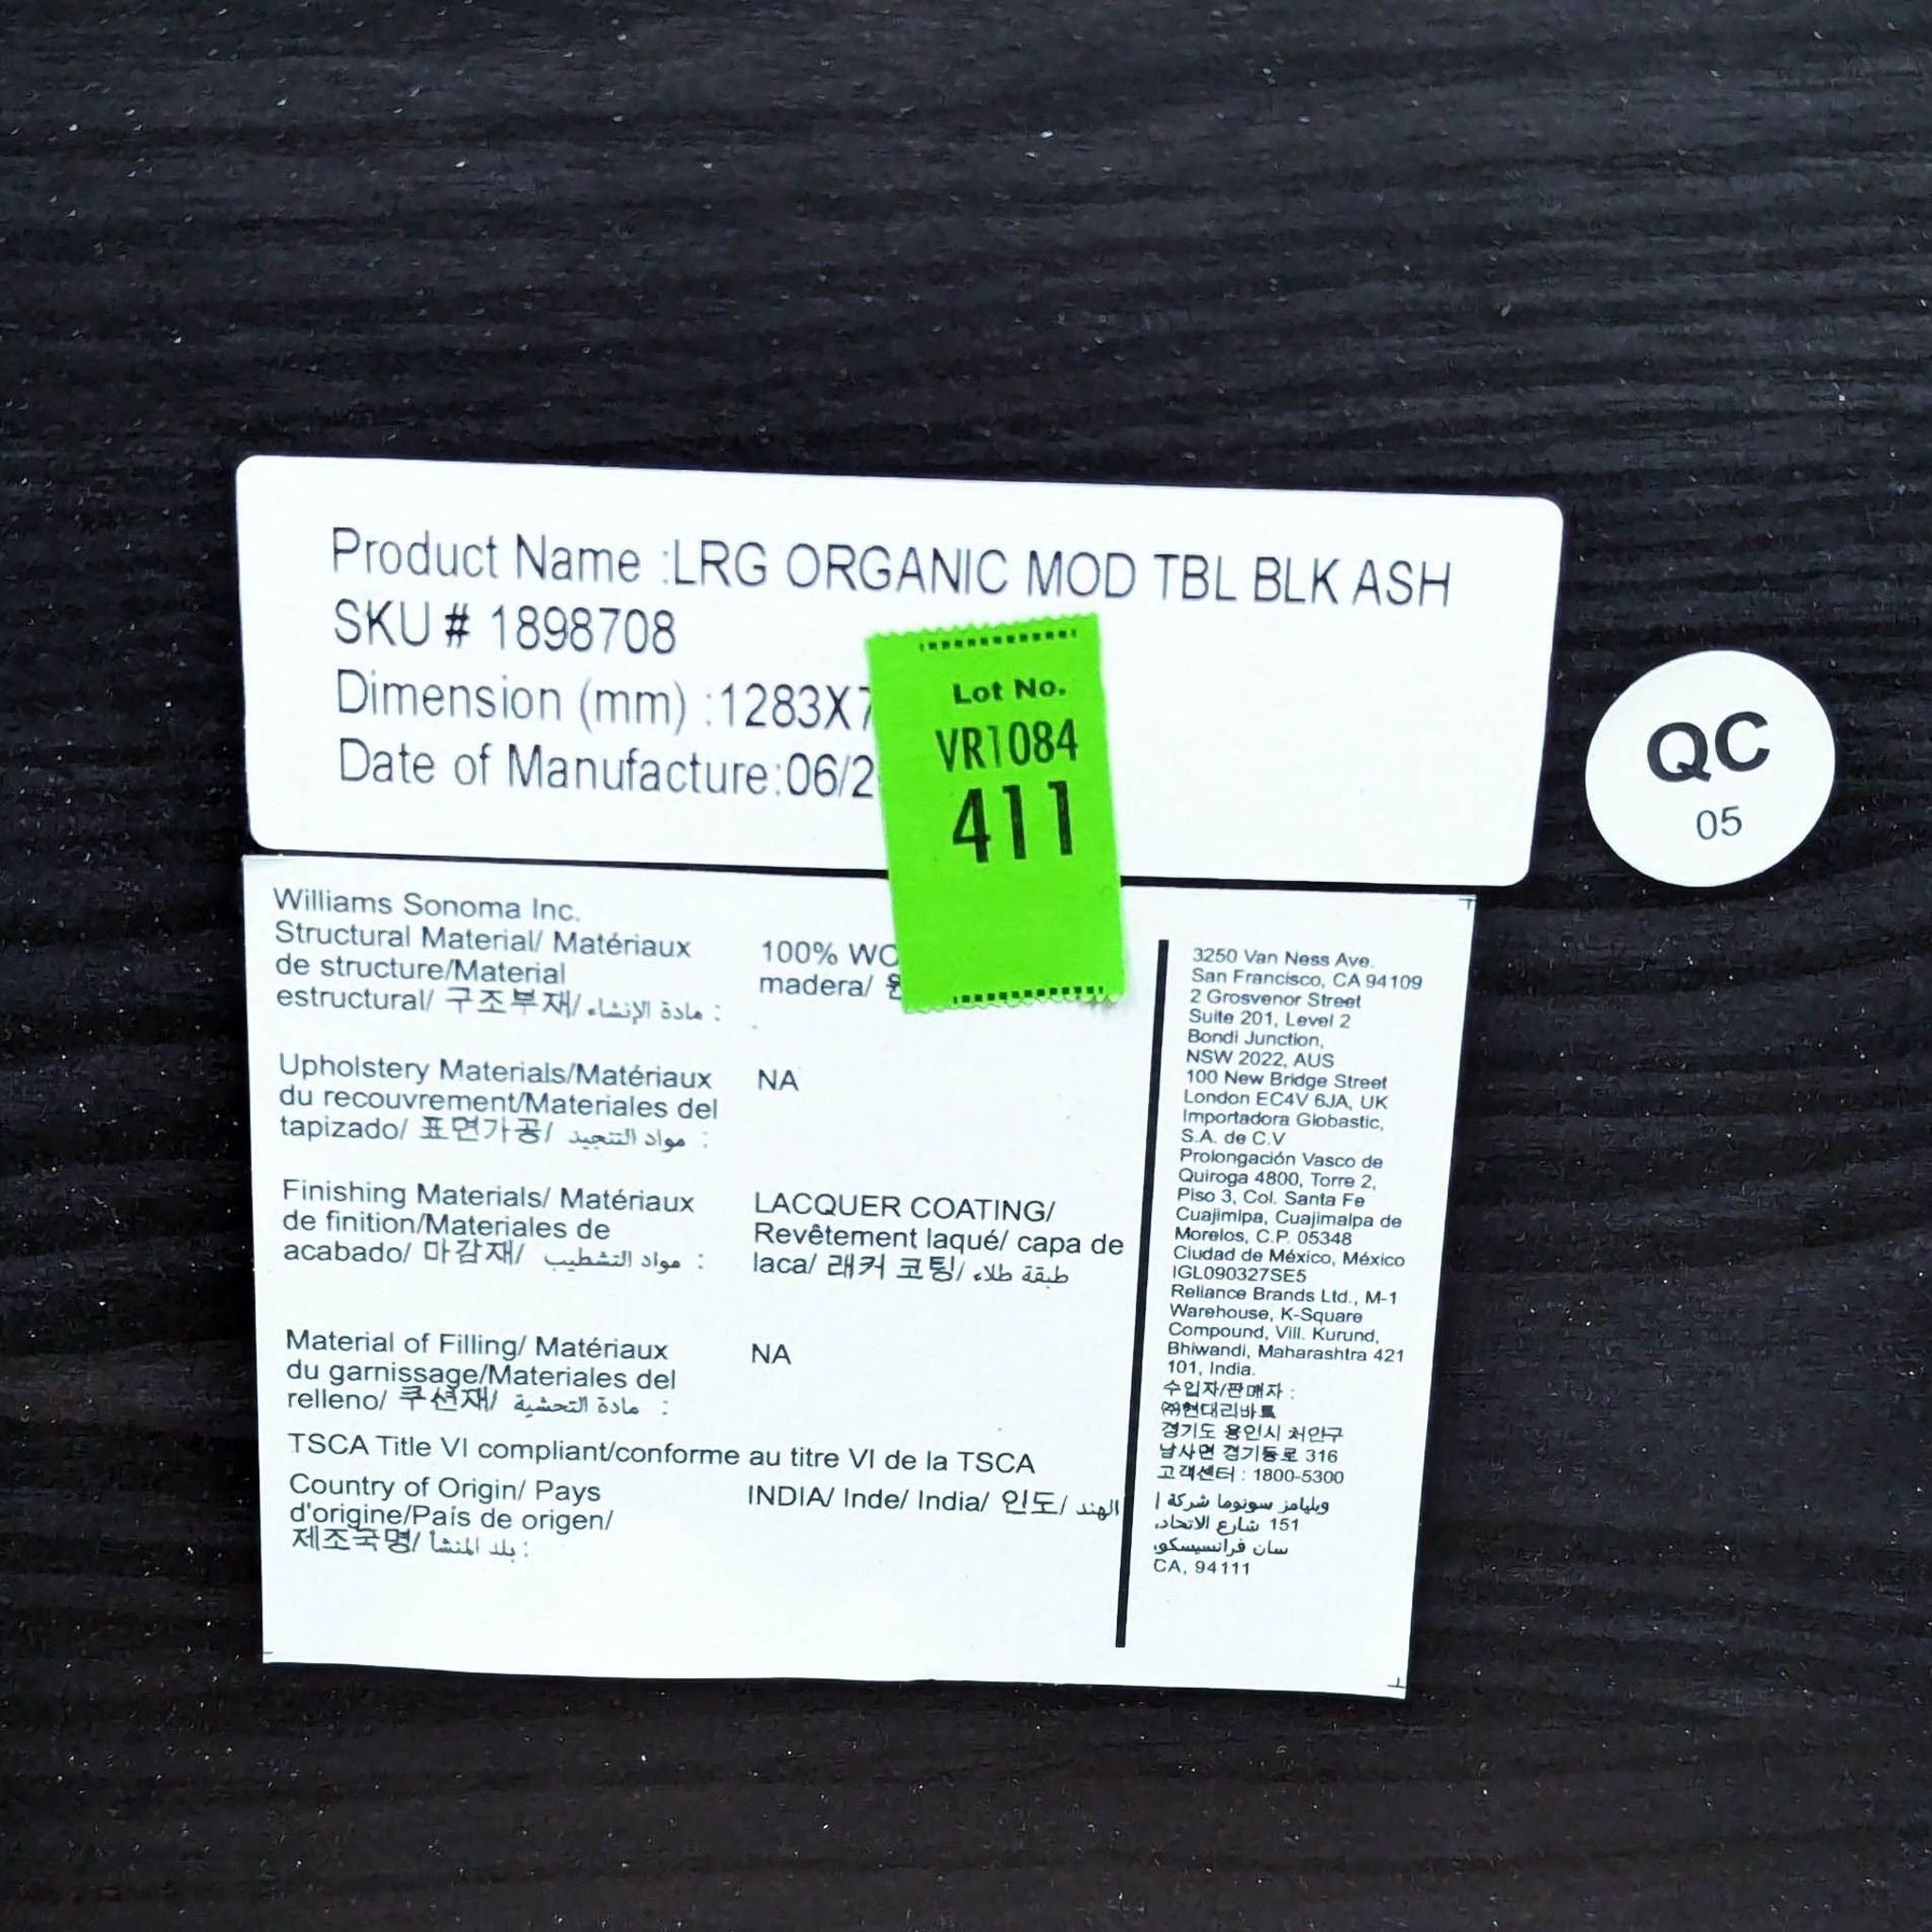 Product Name :LRG ORGANIC MOD TBL BLK ASH
SKU # 1898708
Dimension (mm) :1283X7
Date of Manufacture:06/2
Lot No.
VR1084
411
QC
05
Williams Sonoma Inc.
Structural Material/ Matériaux
de structure/Material
estructural/ 구조부재/ مادة الإنشاء :
100% WO
madera/
Upholstery Materials/Matériaux
du recouvrement/Materiales del
tapizado/ 표면가공/ مواد التنجيد :
NA
Finishing Materials/ Matériaux
de finition/Materiales de
acabado/ 마감재/ مواد التشطيب :
LACQUER COATING/
Revêtement laqué/ capa de
laca/ 래커 코팅/ طبقة طلاء
Material of Filling/ Matériaux
du garnissage/Materiales del
relleno/ 쿠션재/ مادة التحشية :
NA
TSCA Title VI compliant/conforme au titre VI de la TSCA
Country of Origin/ Pays
d'origine/País de origen/
제조국명/ بلد المنشأ :
INDIA/ Inde/ India/ 인도/ الهند
3250 Van Ness Ave.
San Francisco, CA 94109
2 Grosvenor Street
Suite 201, Level 2
Bondi Junction,
NSW 2022, AUS
100 New Bridge Street
London EC4V 6JA, UK
Importadora Globastic,
S.A. de C.V
Prolongación Vasco de
Quiroga 4800, Torre 2,
Piso 3, Col. Santa Fe
Cuajimlpa, Cuajimalpa de
Morelos, C.P. 05348
Ciudad de México, México
IGL090327SE5
Reliance Brands Ltd., M-1
Warehouse, K-Square
Compound, Vill. Kurund,
Bhiwandi, Maharashtra 421
101, India.
수입자/판매자 :
㈜현대리바트
경기도 용인시 처인구
남사면 경기동로 316
고객센터 : 1800-5300
ويليامز سونوما شركة |
151 شارع الاتحاد،
سان فرانسيسكو،
CA, 94111